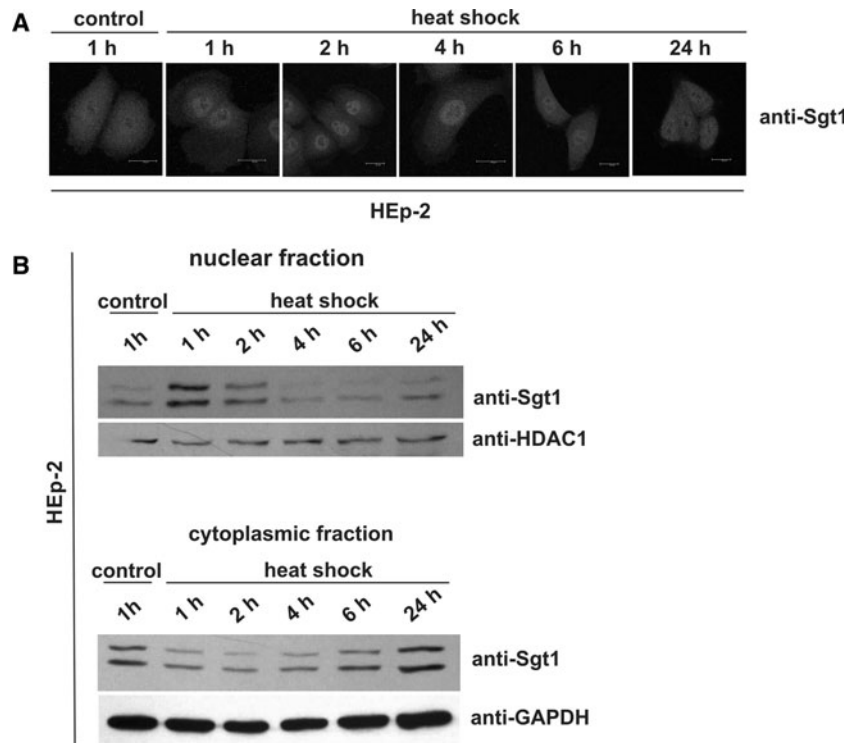 A
control heat shock
1 h 1 h 2 h 4 h 6 h 24 h
anti-Sgt1
HEp-2
B
nuclear fraction
control heat shock
1h 1 h 2 h 4 h 6 h 24 h
anti-Sgt1
anti-HDAC1
HEp-2
cytoplasmic fraction
control heat shock
1h 1 h 2 h 4 h 6 h 24 h
anti-Sgt1
anti-GAPDH